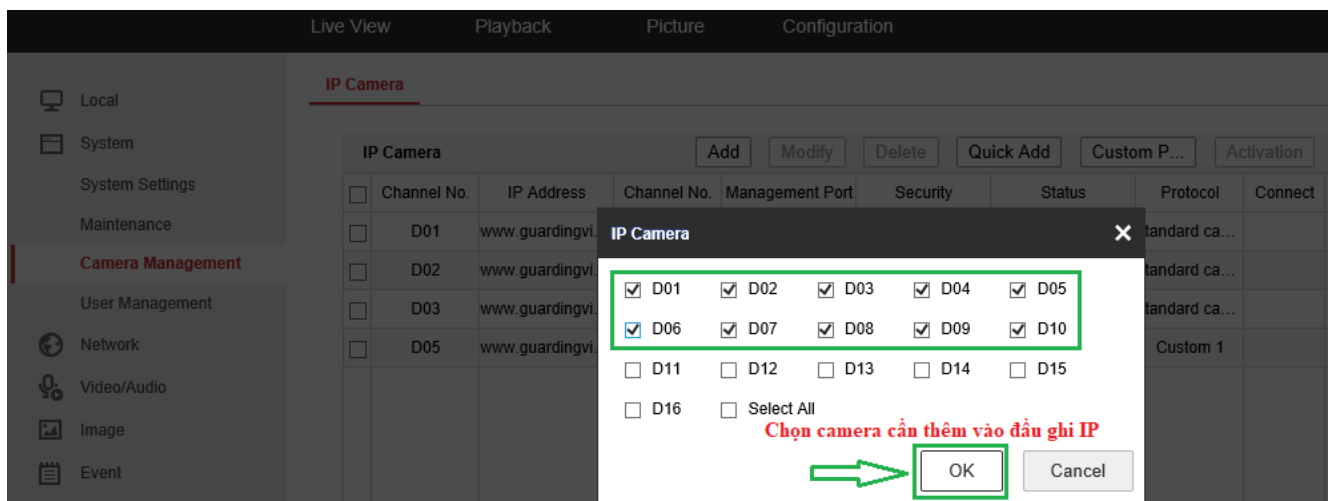 Live View Playback Picture Configuration
IP Camera
Local
System
System Settings
Maintenance
Camera Management
User Management
Network
Video/Audio
Image
Event
IP Camera Add Modify Delete Quick Add Custom P... Activation
Channel No. IP Address Channel No. Management Port Security Status Protocol Connect
D01 www.guardingvi. tandard ca...
D02 www.guardingvi. tandard ca...
D03 www.guardingvi. tandard ca...
D05 www.guardingvi. Custom 1
IP Camera
D01 D02 D03 D04 D05
D06 D07 D08 D09 D10
D11 D12 D13 D14 D15
D16 Select All
Chọn camera cần thêm vào đầu ghi IP
OK Cancel